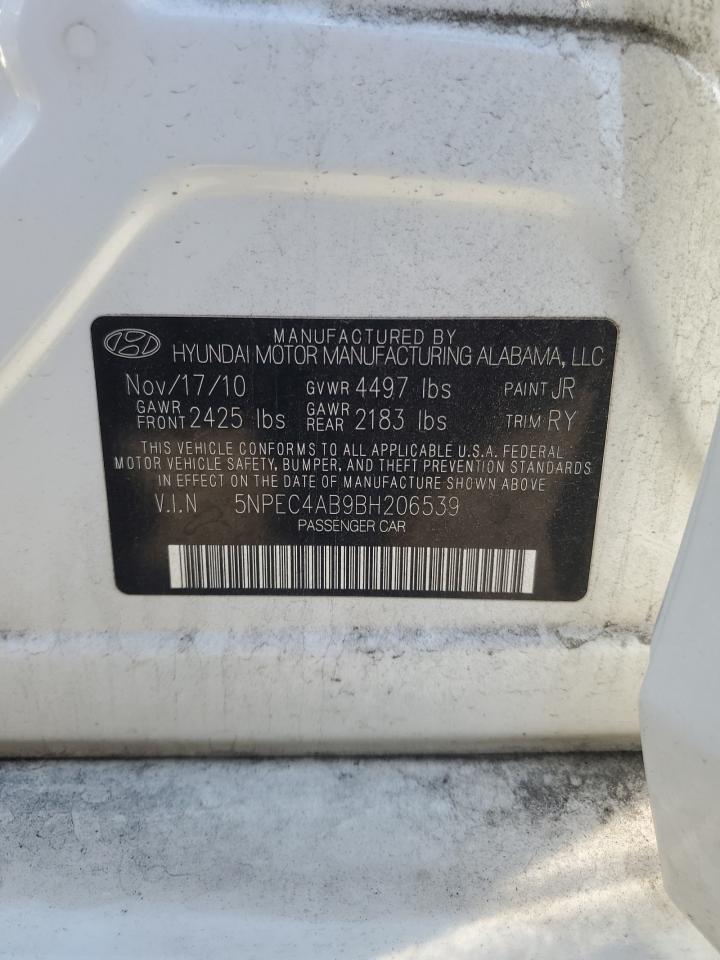 MANUFACTURED BY
HYUNDAI MOTOR MANUFACTURING ALABAMA, LLC
Nov/17/10 GVWR 4497 lbs PAINT JR
GAWR FRONT 2425 lbs GAWR REAR 2183 lbs TRIM RY
THIS VEHICLE CONFORMS TO ALL APPLICABLE U.S.A. FEDERAL
MOTOR VEHICLE SAFETY, BUMPER, AND THEFT PREVENTION STANDARDS
IN EFFECT ON THE DATE OF MANUFACTURE SHOWN ABOVE
V.I.N 5NPEC4AB9BH206539
PASSENGER CAR